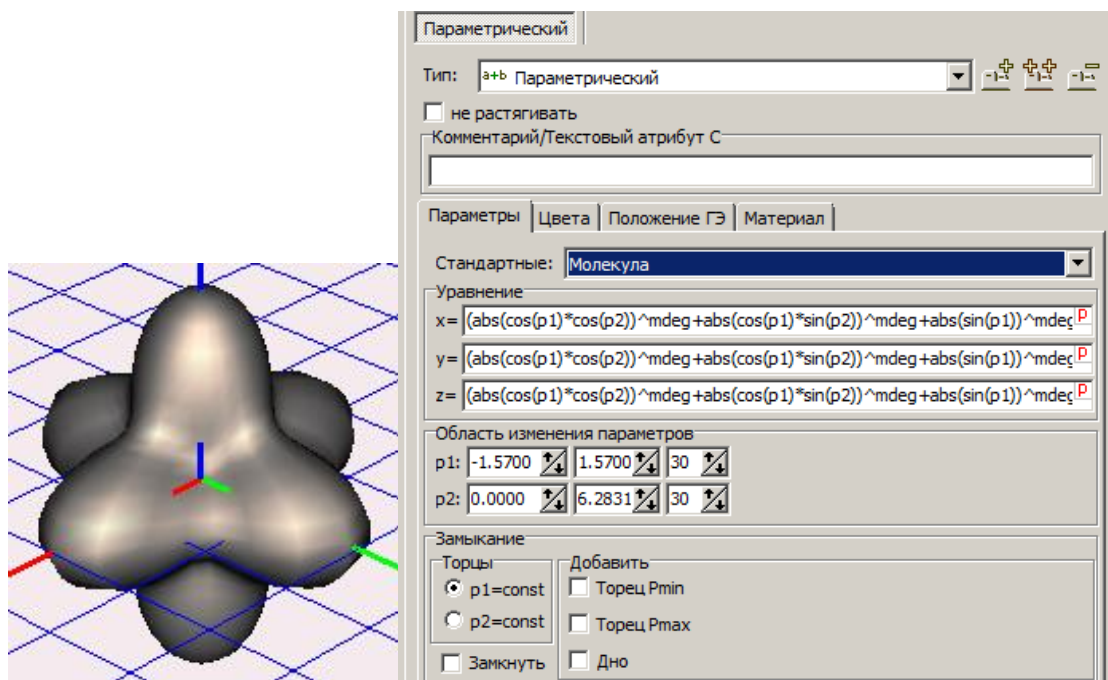 Параметрический
Тип: a+b Параметрический
не растягивать
Комментарий/Текстовый атрибут С
Параметры Цвета Положение ГЭ Материал
Стандартные: Молекула
Уравнение
x= (abs(cos(p1)*cos(p2))^mdeg+abs(cos(p1)*sin(p2))^mdeg+abs(sin(p1))^mdeg P
y= (abs(cos(p1)*cos(p2))^mdeg+abs(cos(p1)*sin(p2))^mdeg+abs(sin(p1))^mdeg P
z= (abs(cos(p1)*cos(p2))^mdeg+abs(cos(p1)*sin(p2))^mdeg+abs(sin(p1))^mdeg P
Область изменения параметров
p1: -1.5700 1.5700 30
p2: 0.0000 6.2831 30
Замыкание
Торцы Добавить
p1=const Торец Pmin
p2=const Торец Pmax
Замкнуть Дно